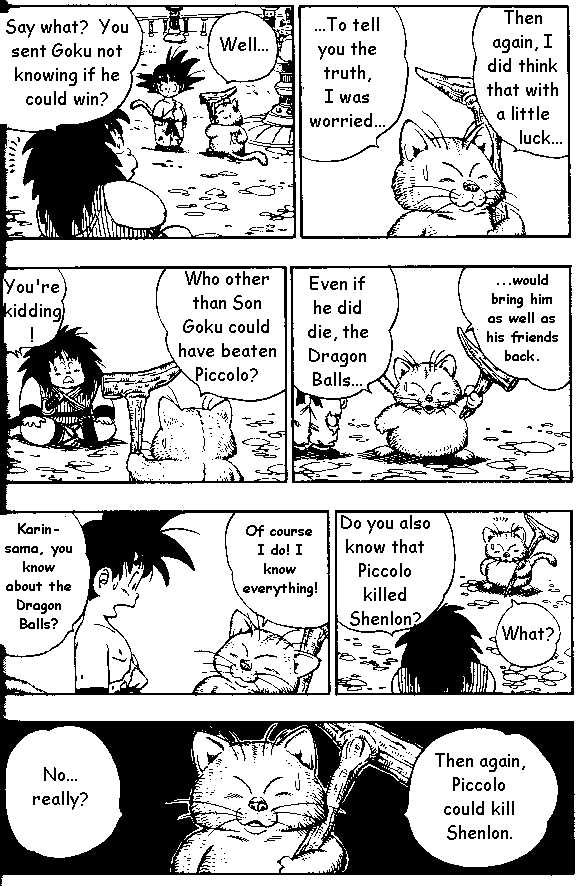 Say what? You
sent Goku not
knowing if he
could win?
Well...
...To tell
you the
truth,
I was
worried...
Then
again, I
did think
that with
a little
luck...
You're
kidding
!
Who other
than Son
Goku could
have beaten
Piccolo?
Even if
he did
die, the
Dragon
Balls...
...would
bring him
as well as
his friends
back.
Karin-
sama, you
know
about the
Dragon
Balls?
Of course
I do! I
know
everything!
Do you also
know that
Piccolo
killed
Shenlon?
What?
No...
really?
Then again,
Piccolo
could kill
Shenlon.